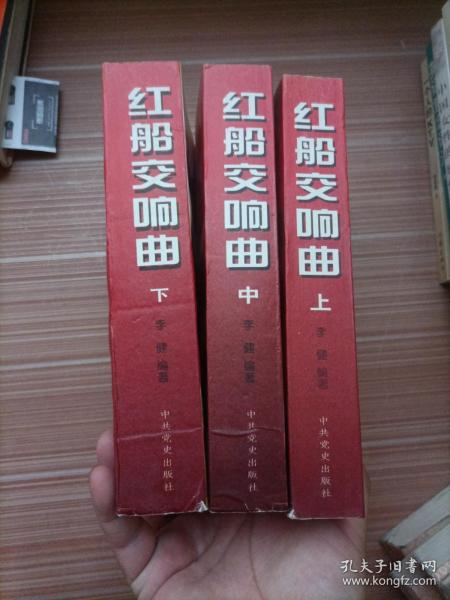 红船交响曲
下
李健 编著
中共党史出版社
红船交响曲
中
李健 编著
中共党史出版社
红船交响曲
上
李健 编著
中共党史出版社
孔夫子旧书网
www.kongfz.com